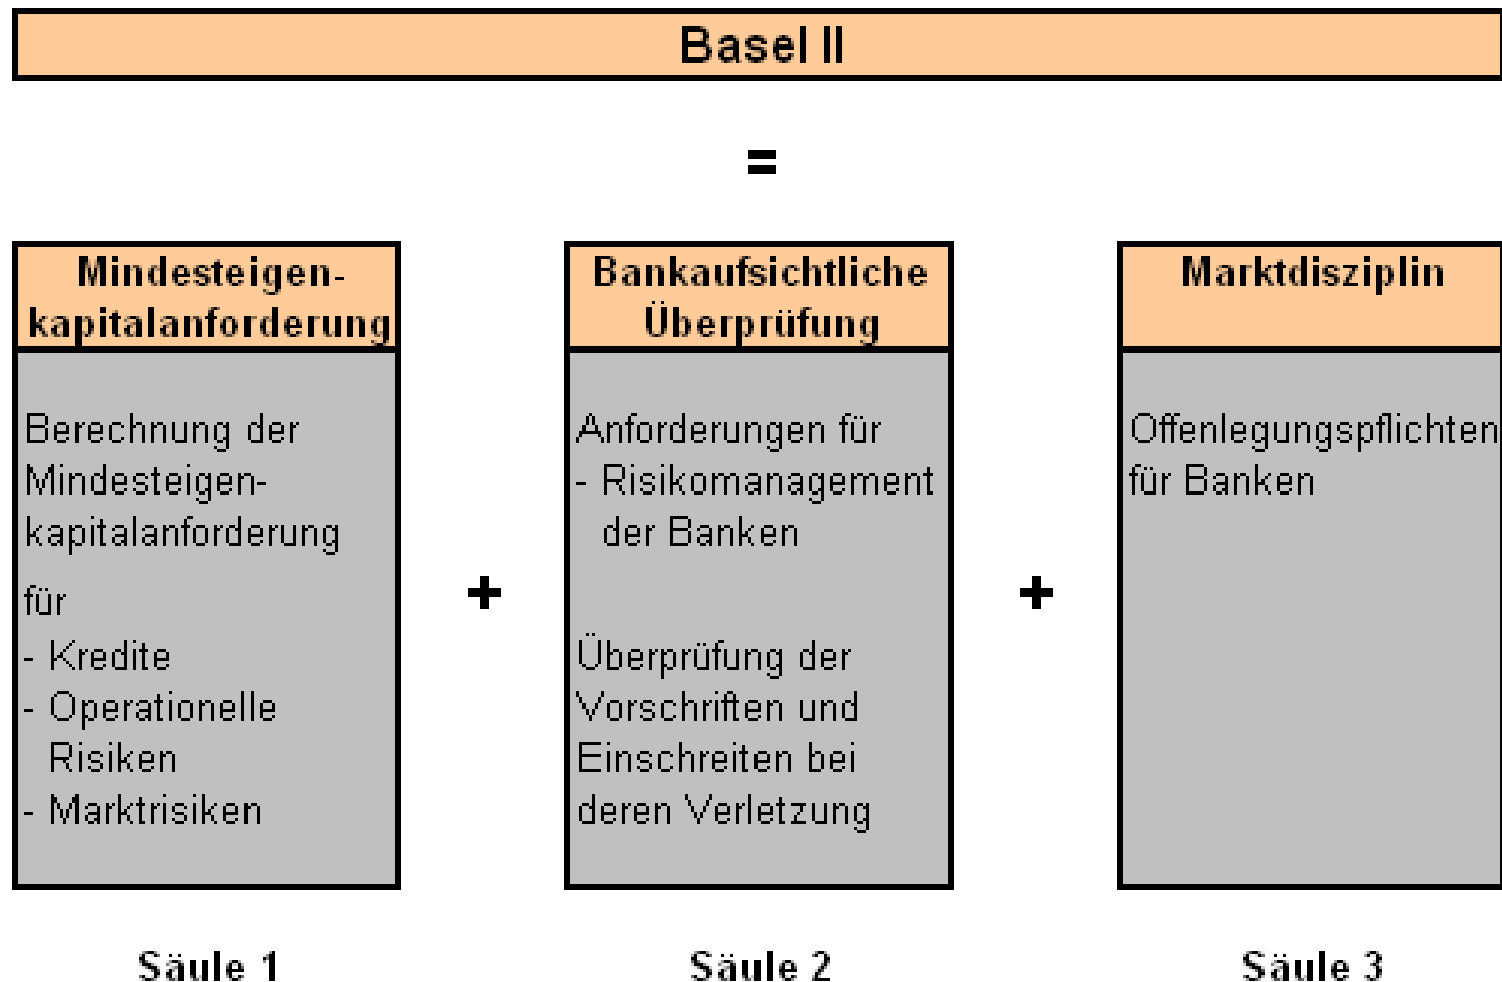 Basel II
=
Mindesteigen-
kapitalanforderung
Berechnung der
Mindesteigen-
kapitalanforderung
für
- Kredite
- Operationelle
Risiken
- Marktrisiken
+
Bankaufsichtliche
Überprüfung
Anforderungen für
- Risikomanagement
der Banken
Überprüfung der
Vorschriften und
Einschreiten bei
deren Verletzung
+
Marktdisziplin
Offenlegungspflichten
für Banken
Säule 1
Säule 2
Säule 3